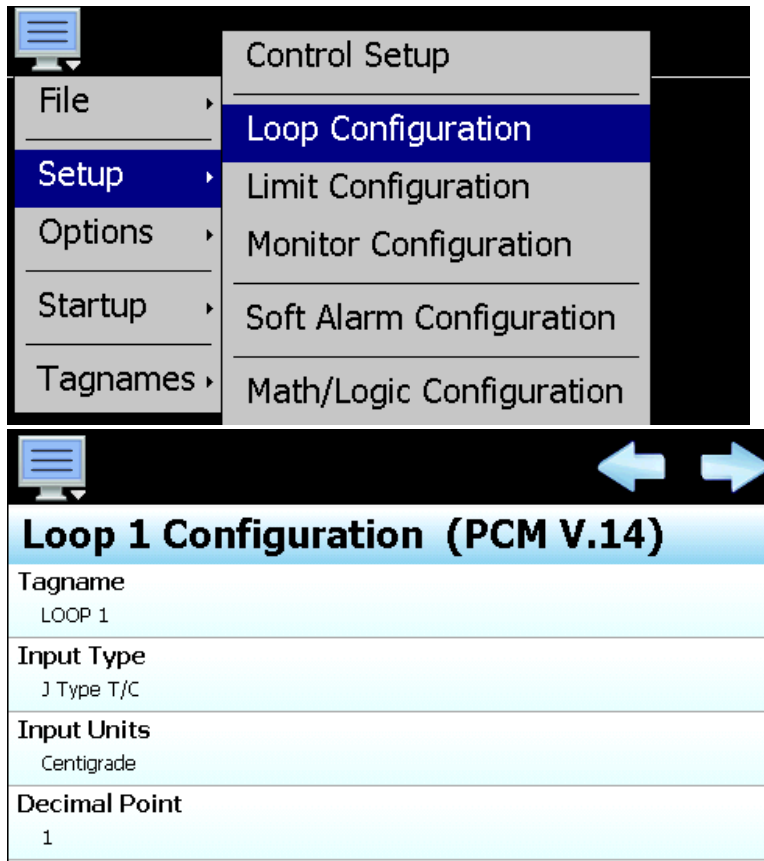 Control Setup
File
Loop Configuration
Setup
Limit Configuration
Options
Monitor Configuration
Startup
Soft Alarm Configuration
Tagnames
Math/Logic Configuration
Loop 1 Configuration (PCM V.14)
Tagname
LOOP 1
Input Type
J Type T/C
Input Units
Centigrade
Decimal Point
1